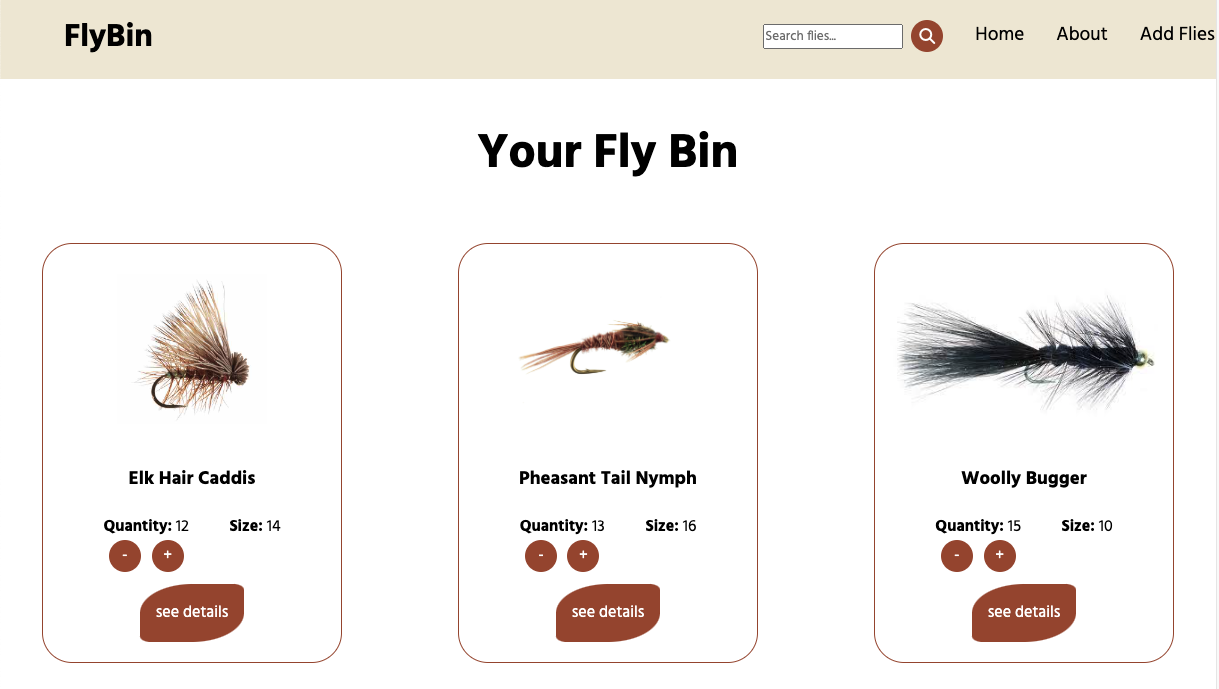 FlyBin
Search flies...
Home About Add Flies
Your Fly Bin
Elk Hair Caddis
Quantity: 12 Size: 14
- +
see details
Pheasant Tail Nymph
Quantity: 13 Size: 16
- +
see details
Woolly Bugger
Quantity: 15 Size: 10
- +
see details